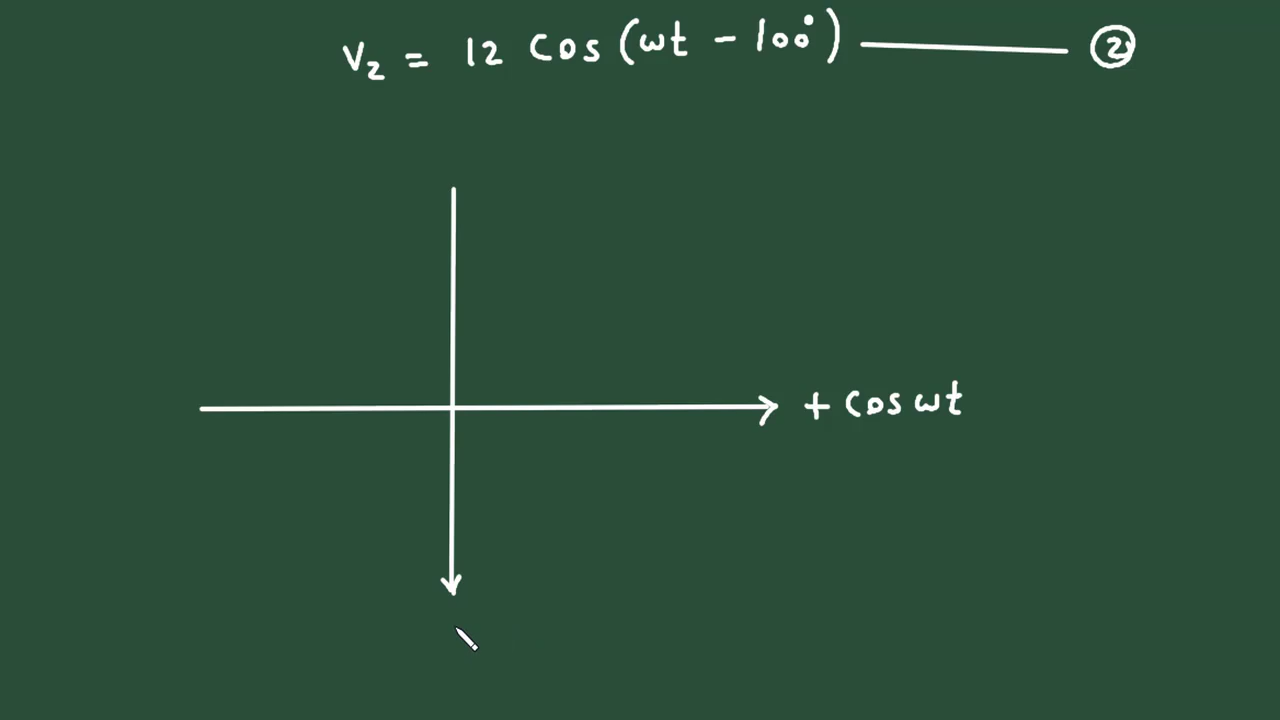 V₂ = 12 cos (ωt - 100°) ——— ②
+ cos ωt